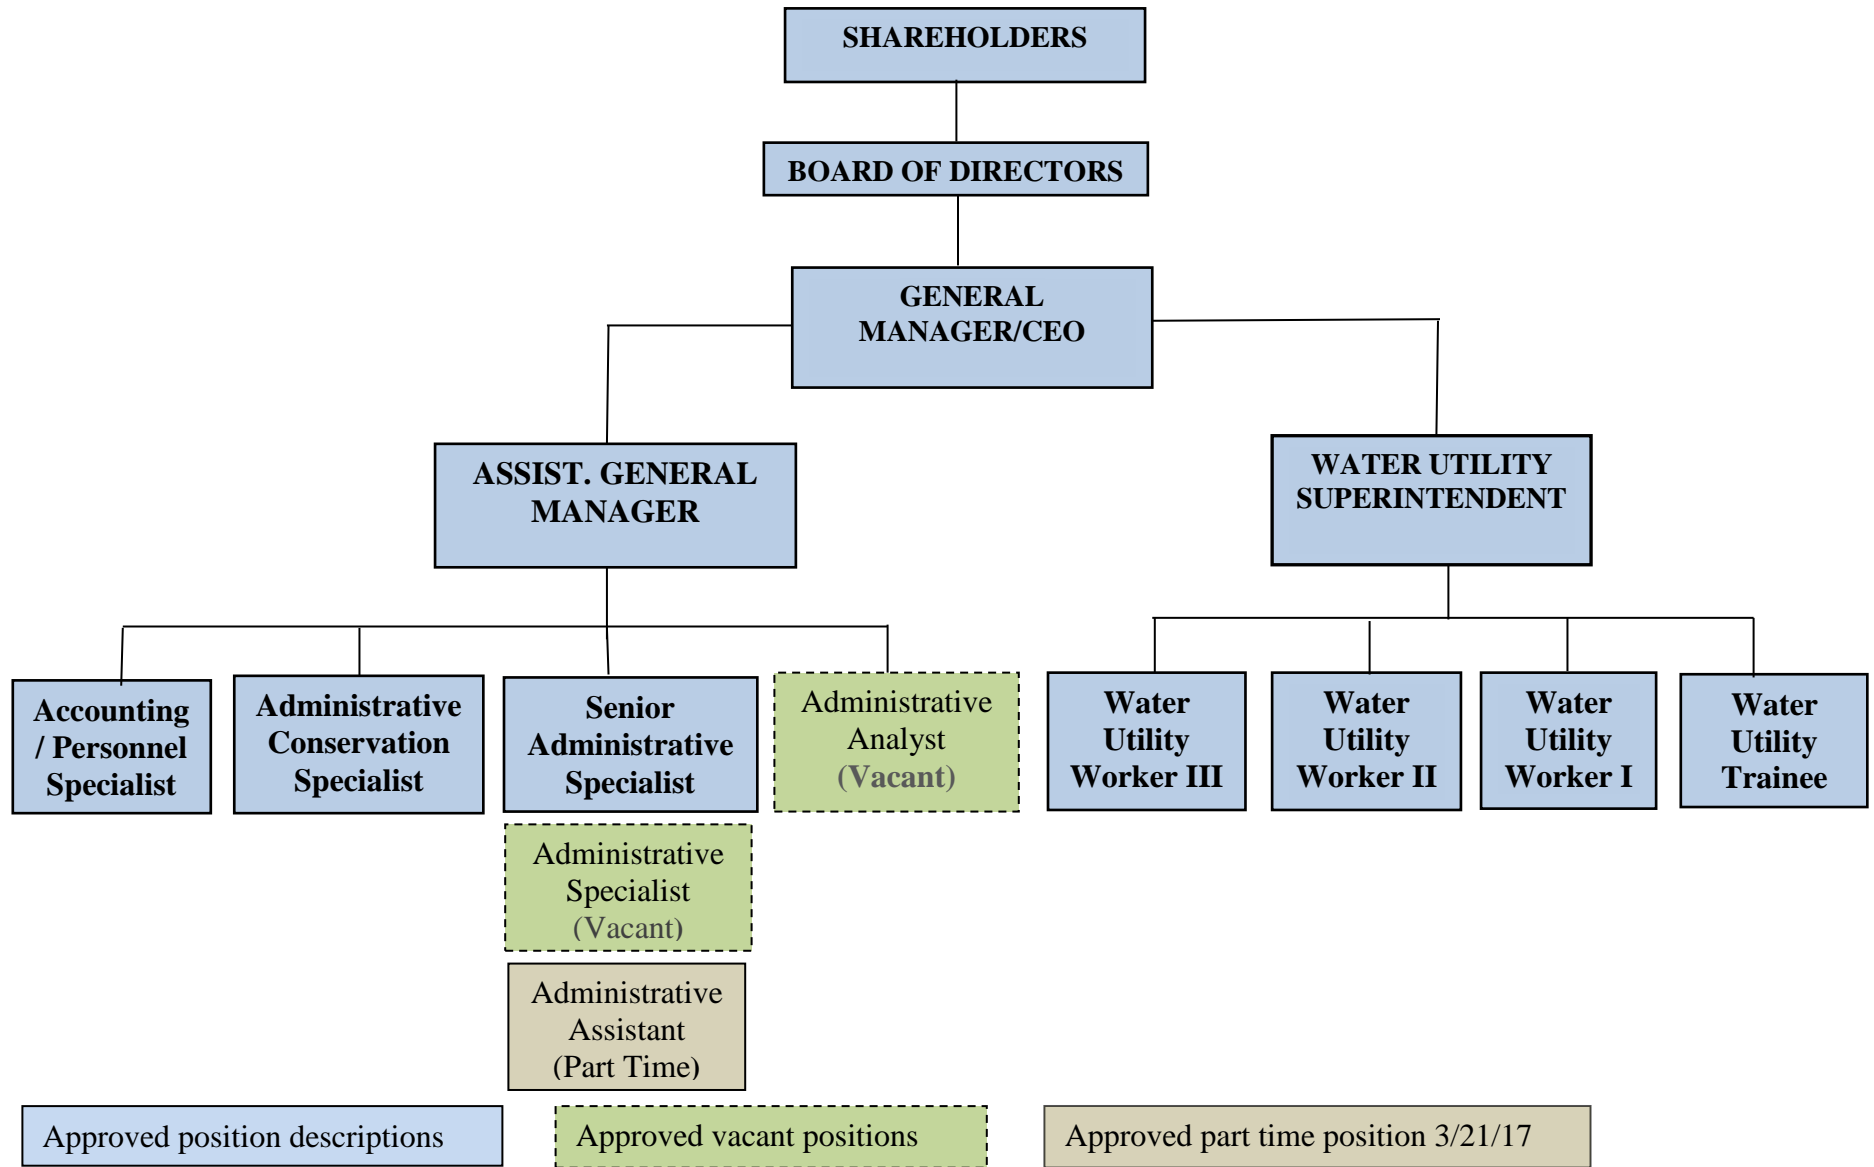 SHAREHOLDERS
BOARD OF DIRECTORS
GENERAL
MANAGER/CEO
ASSIST. GENERAL
MANAGER
WATER UTILITY
SUPERINTENDENT
Accounting
/ Personnel
Specialist
Administrative
Conservation
Specialist
Senior
Administrative
Specialist
Administrative
Analyst
(Vacant)
Water
Utility
Worker III
Water
Utility
Worker II
Water
Utility
Worker I
Water
Utility
Trainee
Administrative
Specialist
(Vacant)
Administrative
Assistant
(Part Time)
Approved position descriptions
Approved vacant positions
Approved part time position 3/21/17